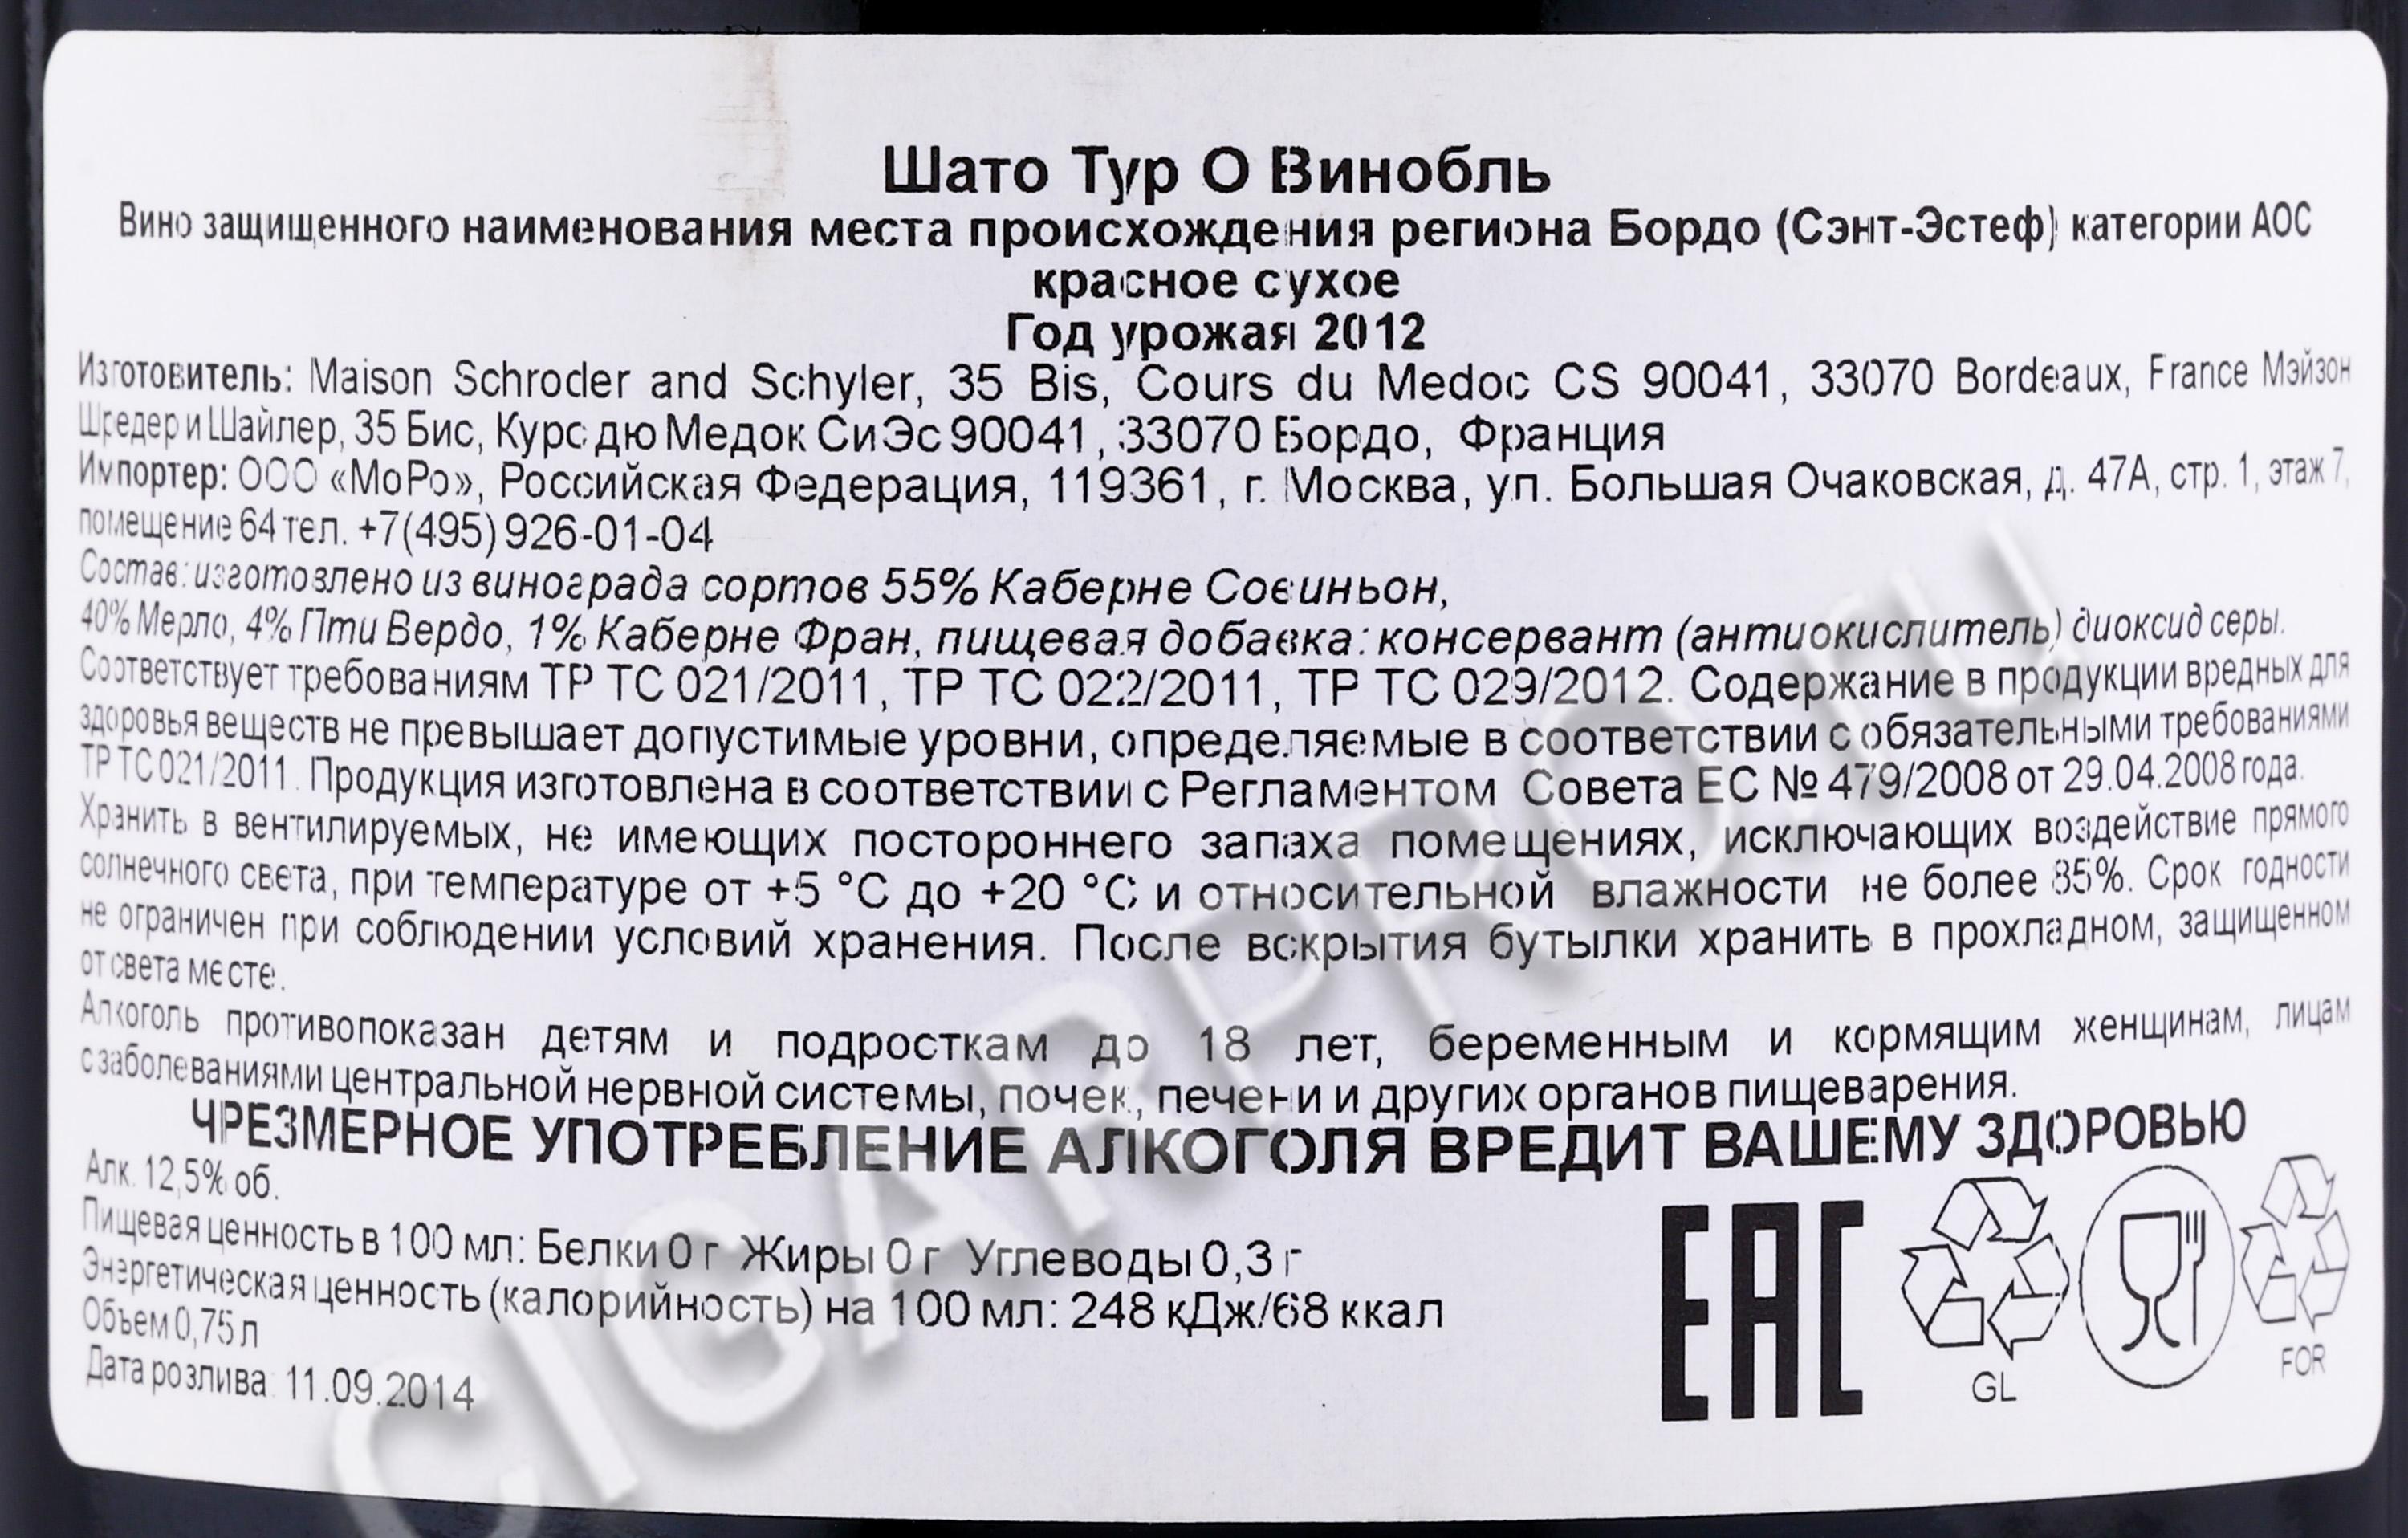 Шато Тур О Винобль
Вино защищенного наименования места происхождения региона Бордо (Сэнт-Эстеф) категории АОС
красное сухое
Год урожая 2012
Изготовитель: Maison Schroder and Schyler, 35 Bis, Cours du Medoc CS 90041, 33070 Bordeaux, France Мэйзон
Шредер и Шайлер, 35 Бис, Курс дю Медок СиЭс 90041, 33070 Бордо, Франция
Импортер: ООО «МоРо», Российская Федерация, 119361, г. Москва, ул. Большая Очаковская, д. 47А, стр. 1, этаж 7,
помещение 64 тел. +7(495) 926-01-04
Состав: изготовлено из винограда сортов 55% Каберне Совиньон,
40% Мерло, 4% Пти Вердо, 1% Каберне Фран, пищевая добавка: консервант (антиокислитель) диоксид серы.
Соответствует требованиям ТР ТС 021/2011, ТР ТС 022/2011, ТР ТС 029/2012. Содержание в продукции вредных для
здоровья веществ не превышает допустимые уровни, определяемые в соответствии с обязательными требованиями
ТР ТС 021/2011. Продукция изготовлена в соответствии с Регламентом Совета ЕС № 479/2008 от 29.04.2008 года.
Хранить в вентилируемых, не имеющих постороннего запаха помещениях, исключающих воздействие прямого
солнечного света, при температуре от +5 °С до +20 °С и относительной влажности не более 85%. Срок годности
не ограничен при соблюдении условий хранения. После вскрытия бутылки хранить в прохладном, защищенном
от света месте.
Алкоголь противопоказан детям и подросткам до 18 лет, беременным и кормящим женщинам, лицам
с заболеваниями центральной нервной системы, почек, печени и других органов пищеварения.
ЧРЕЗМЕРНОЕ УПОТРЕБЛЕНИЕ АЛКОГОЛЯ ВРЕДИТ ВАШЕМУ ЗДОРОВЬЮ
Алк. 12,5% об.
Пищевая ценность в 100 мл: Белки 0 г Жиры 0 г Углеводы 0,3 г
Энергетическая ценность (калорийность) на 100 мл: 248 кДж/68 ккал
Объем 0,75 л
Дата розлива: 11.09.2014
EAC
GL
FOR
CIGARPRO.ru